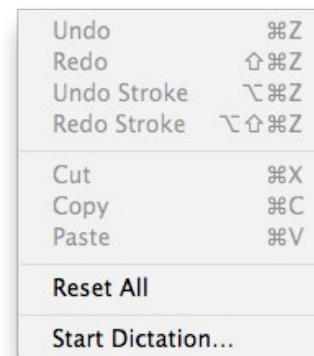 Undo ⌘Z
Redo ⇧⌘Z
Undo Stroke ⌥⌘Z
Redo Stroke ⌥⇧⌘Z
Cut ⌘X
Copy ⌘C
Paste ⌘V
Reset All
Start Dictation...